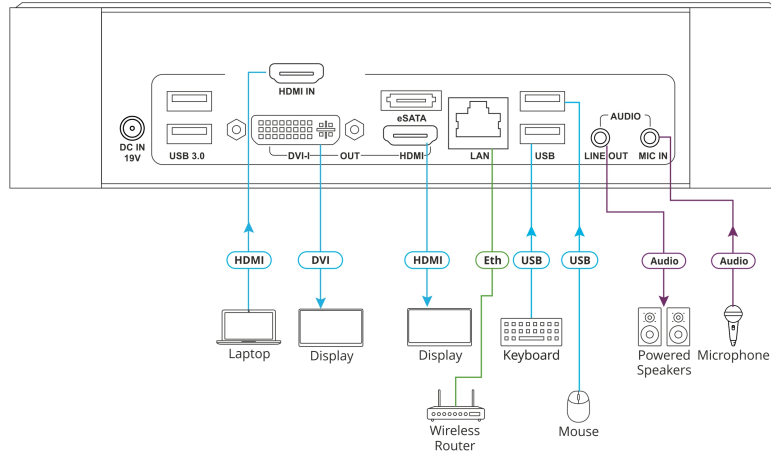 HDMI IN
eSATA
AUDIO
DC IN
19V
USB 3.0
DVI-I
OUT
HDMI
LAN
USB
LINE OUT
MIC IN
HDMI
DVI
HDMI
Eth
USB
USB
Audio
Audio
Laptop
Display
Display
Keyboard
Powered
Speakers
Microphone
Wireless
Router
Mouse